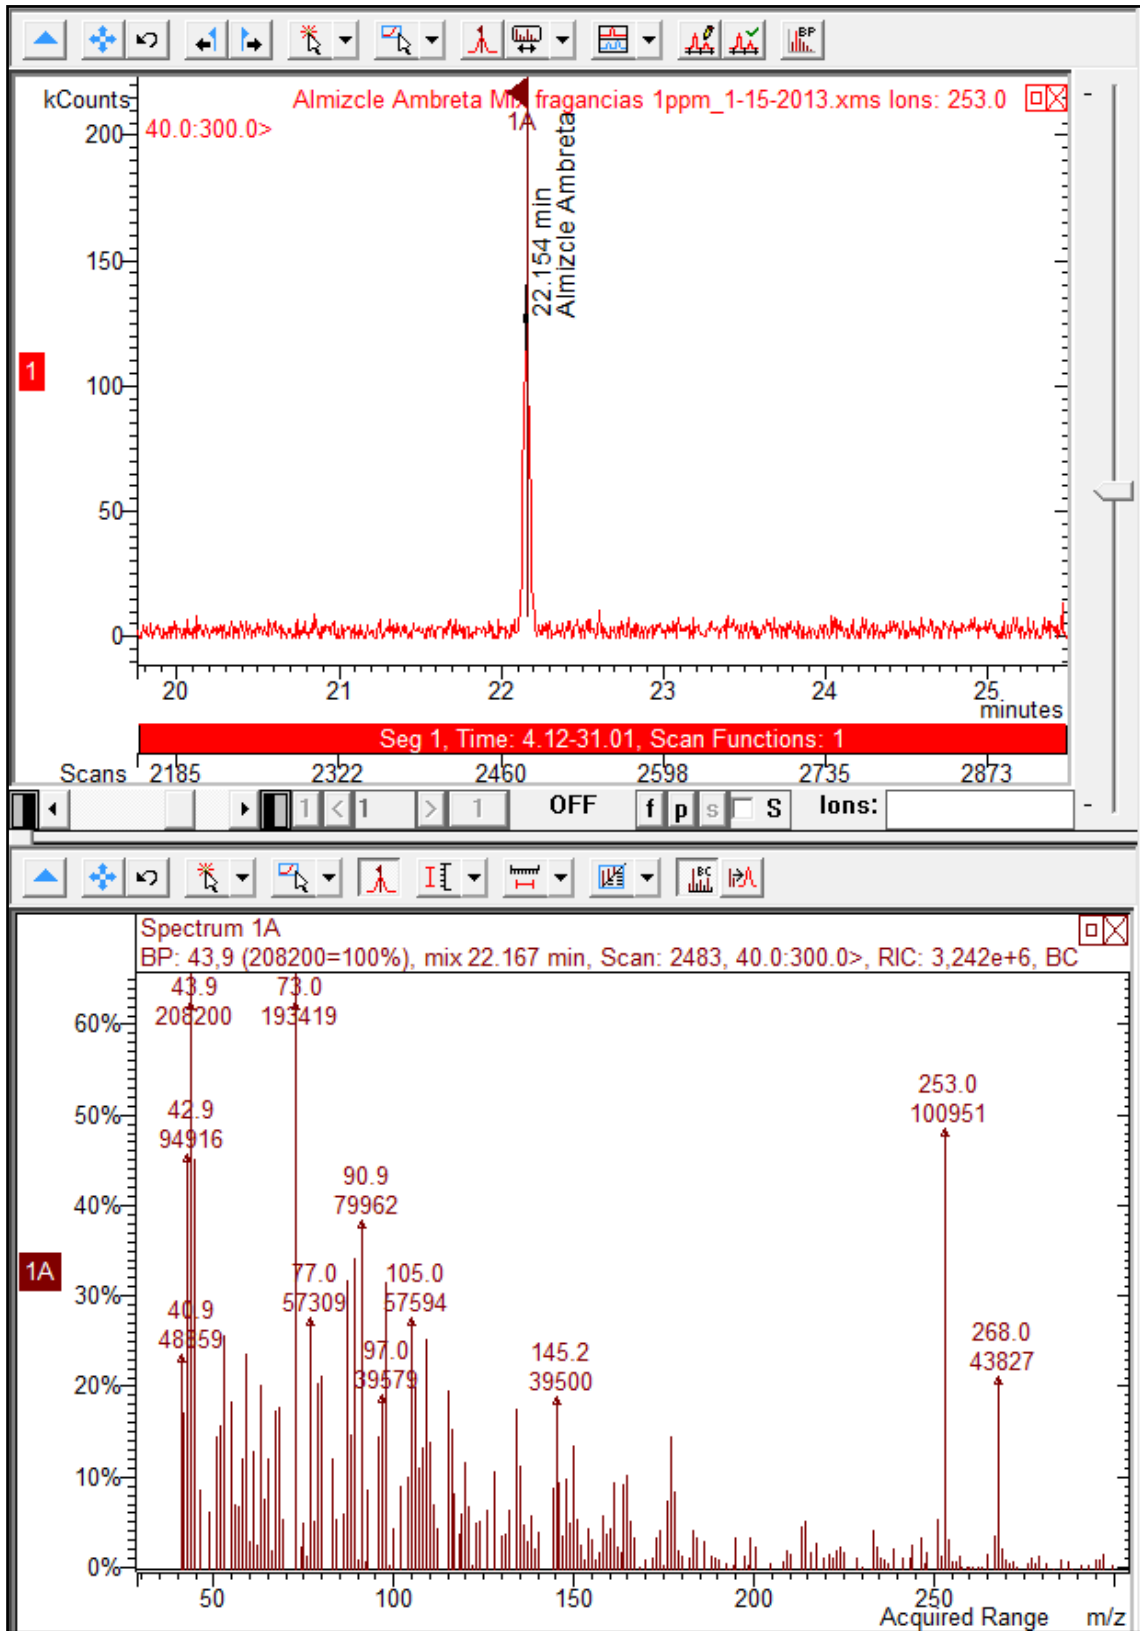 BP
kCounts
Almizcle Ambreta Mix fragancias 1ppm_1-15-2013.xms Ions: 253.0
40.0:300.0>
1A
22.154 min
Almizcle Ambreta
200
150
100
50
0
1
20 21 22 23 24 25
minutes
Seg 1, Time: 4.12-31.01, Scan Functions: 1
Scans 2185 2322 2460 2598 2735 2873
1 < 1 > 1 OFF f p s S Ions:
BC
Spectrum 1A
BP: 43,9 (208200=100%), mix 22.167 min, Scan: 2483, 40.0:300.0>, RIC: 3,242e+6, BC
43.9
208200
73.0
193419
60%
253.0
100951
50%
42.9
94916
90.9
79962
40%
1A
77.0
57309
105.0
57594
30%
40.9
48859
97.0
39579
145.2
39500
268.0
43827
20%
10%
0%
50 100 150 200 250
Acquired Range m/z